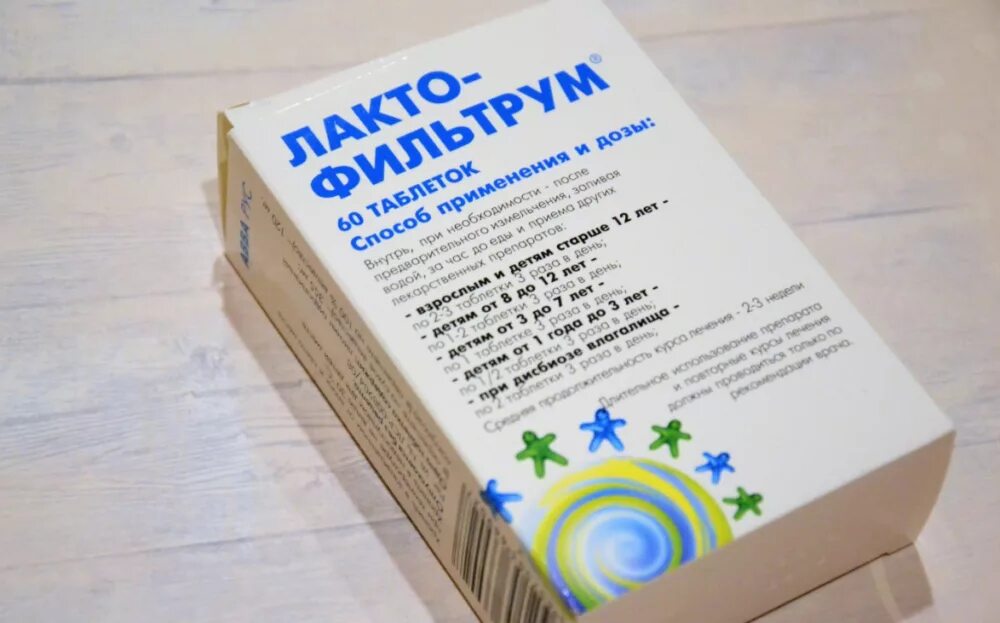 ЛАКТО-
ФИЛЬТРУМ®
60 ТАБЛЕТОК
Способ применения и дозы:
Внутрь, при необходимости - после
предварительного измельчения, запивая
водой, за час до еды и приема других
лекарственных препаратов:
- взрослым и детям старше 12 лет -
по 2-3 таблетки 3 раза в день;
- детям от 8 до 12 лет -
по 1-2 таблетки 3 раза в день;
- детям от 3 до 7 лет -
по 1 таблетке 3 раза в день;
- детям от 1 года до 3 лет -
по 1/2 таблетки 3 раза в день;
- при дисбиозе влагалища -
по 2 таблетки 3 раза в день;
Средняя продолжительность курса лечения - 2-3 недели
Длительное использование препарата
и повторные курсы лечения
должны проводиться только по
рекомендации врача.
АВВА РУС